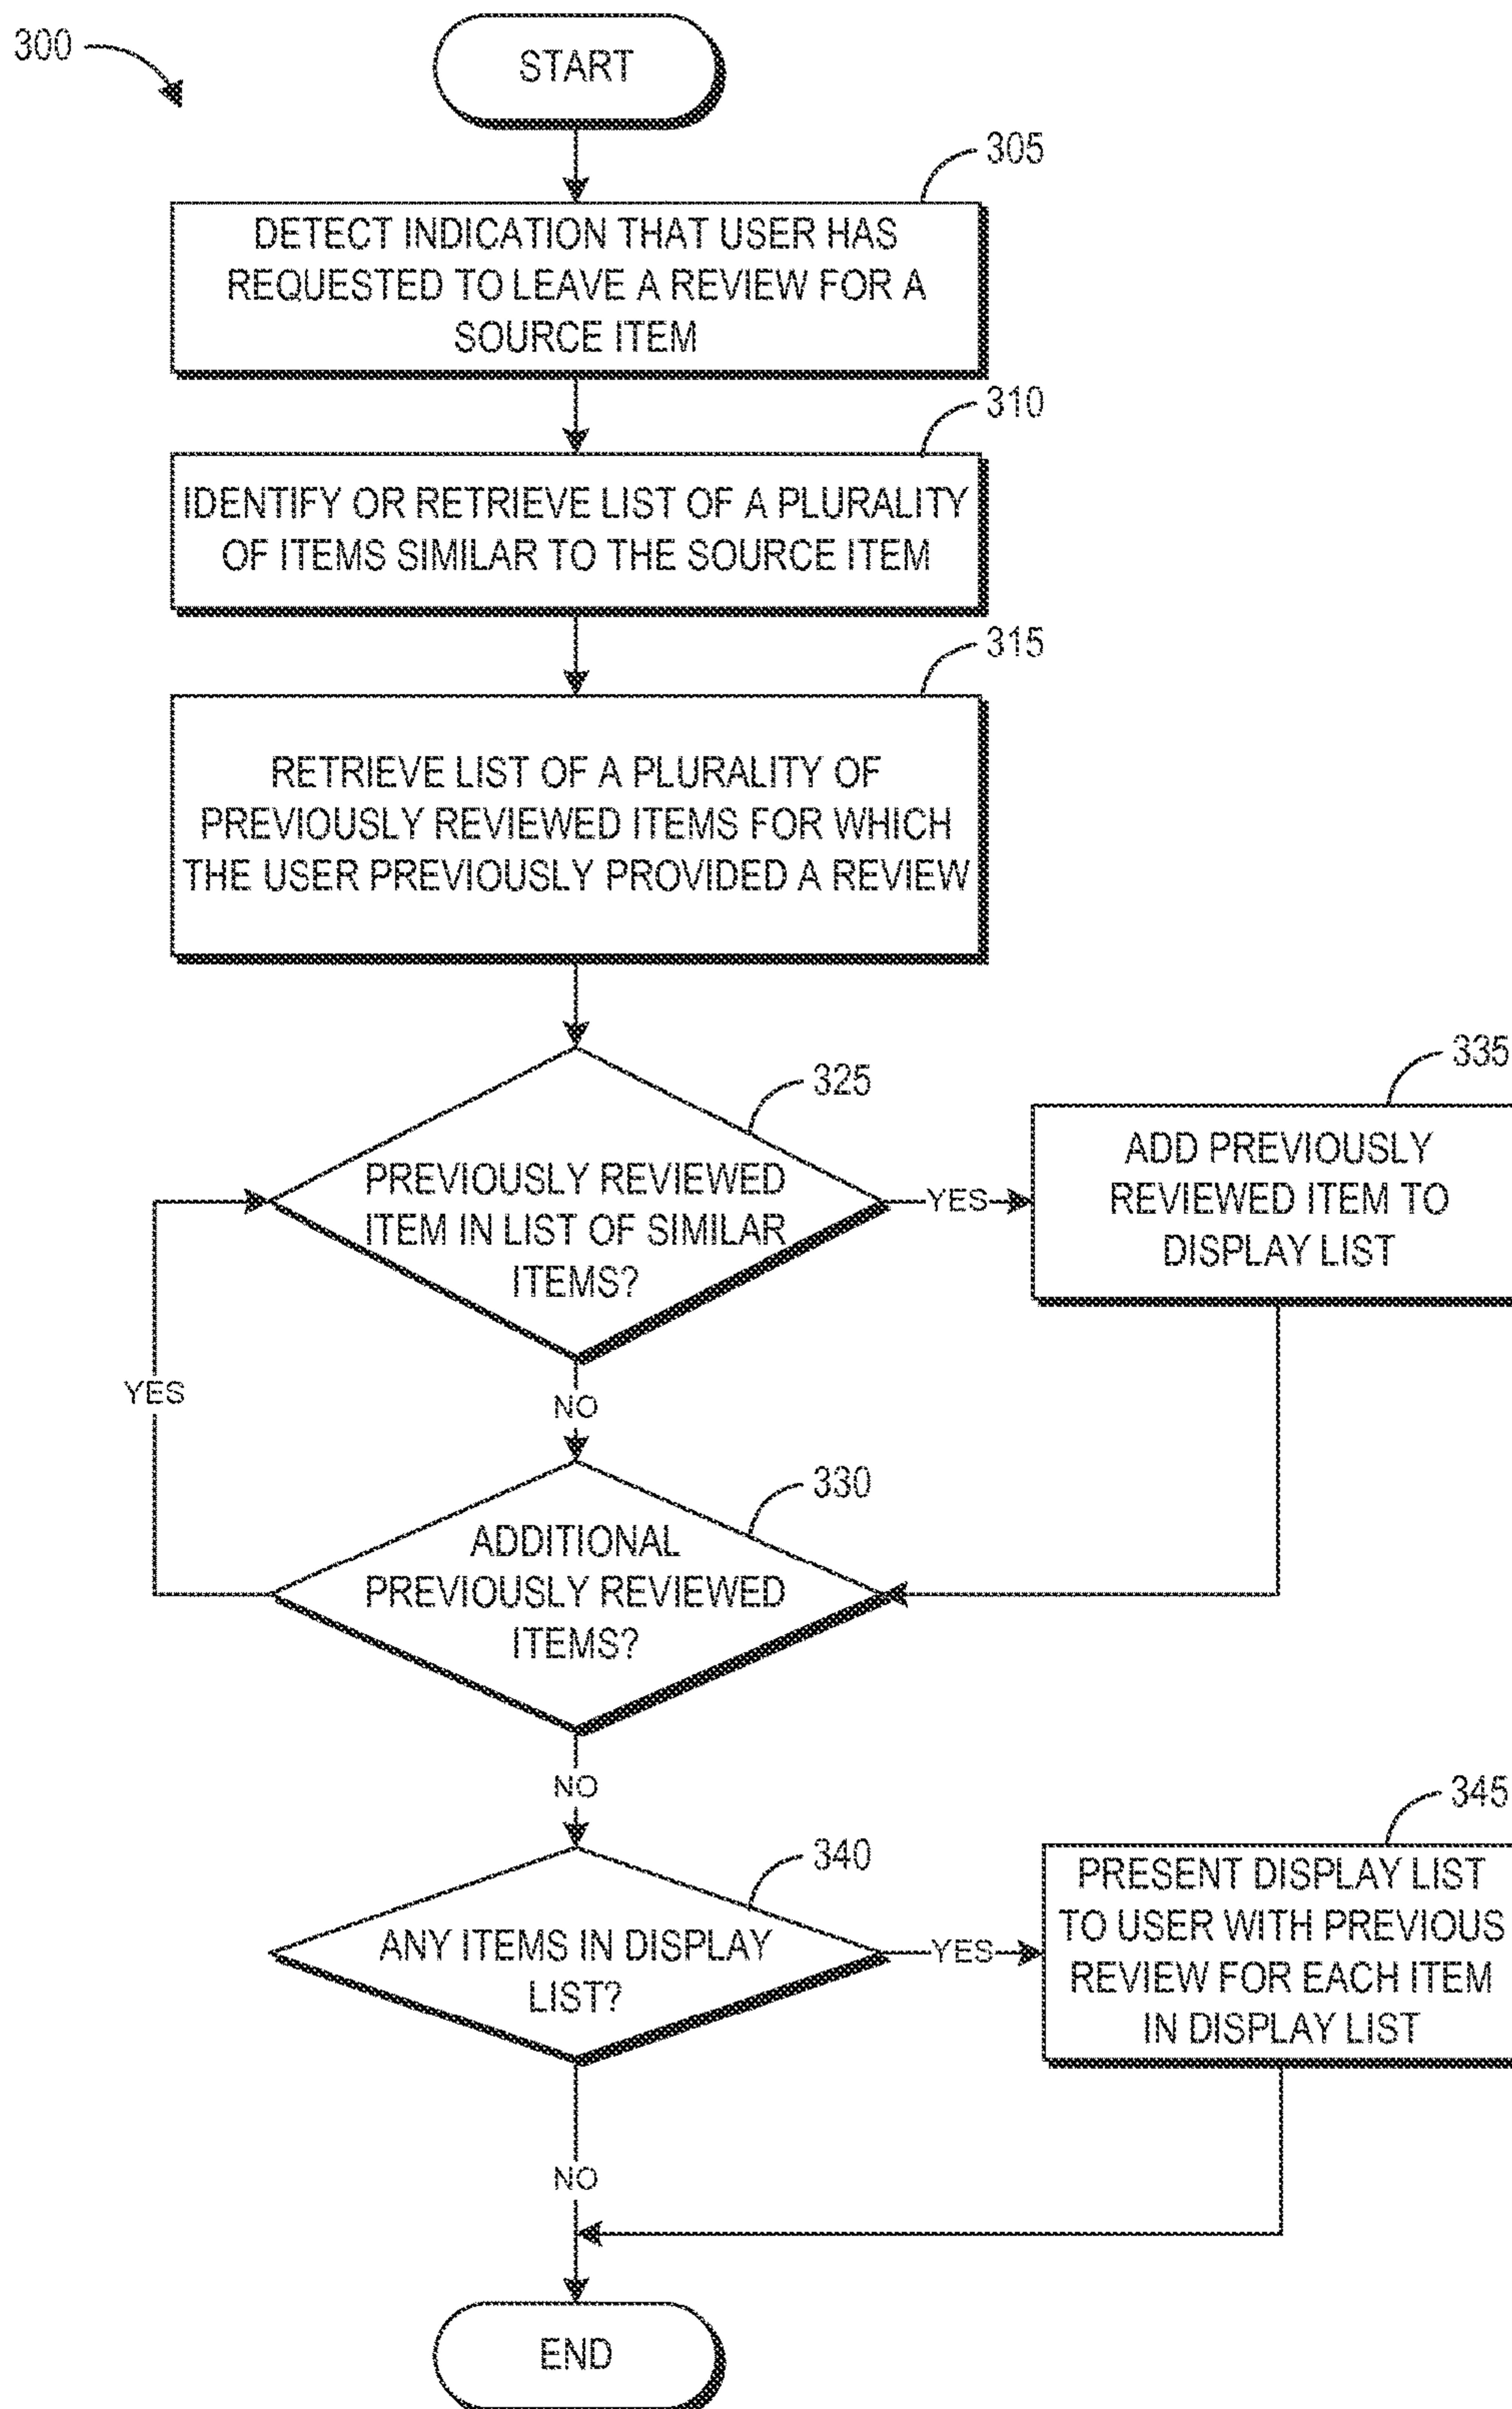 300
START
305
DETECT INDICATION THAT USER HAS
REQUESTED TO LEAVE A REVIEW FOR A
SOURCE ITEM
310
IDENTIFY OR RETRIEVE LIST OF A PLURALITY
OF ITEMS SIMILAR TO THE SOURCE ITEM
315
RETRIEVE LIST OF A PLURALITY OF
PREVIOUSLY REVIEWED ITEMS FOR WHICH
THE USER PREVIOUSLY PROVIDED A REVIEW
325
PREVIOUSLY REVIEWED
ITEM IN LIST OF SIMILAR
ITEMS?
YES
335
ADD PREVIOUSLY
REVIEWED ITEM TO
DISPLAY LIST
YES
NO
330
ADDITIONAL
PREVIOUSLY REVIEWED
ITEMS?
NO
340
ANY ITEMS IN DISPLAY
LIST?
YES
345
PRESENT DISPLAY LIST
TO USER WITH PREVIOUS
REVIEW FOR EACH ITEM
IN DISPLAY LIST
NO
END